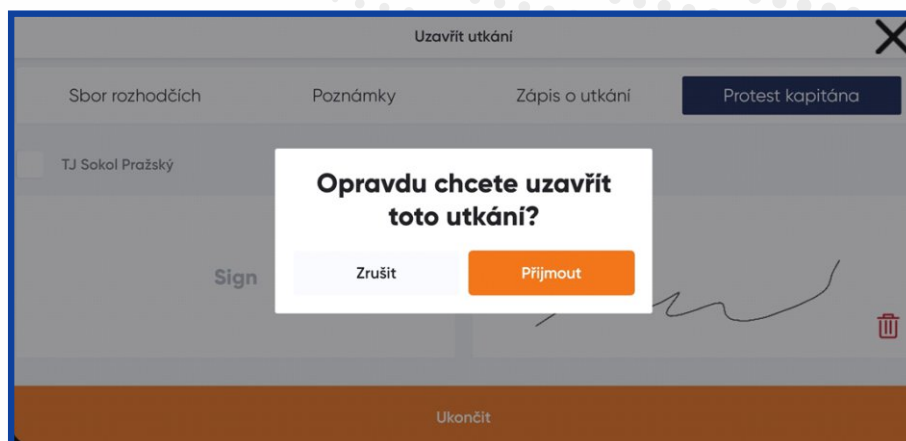 Uzavřít utkání
Sbor rozhodčích
Poznámky
Zápis o utkání
Protest kapitána
TJ Sokol Pražský
Opravdu chcete uzavřít
toto utkání?
Sign
Zrušit
Přijmout
Ukončit